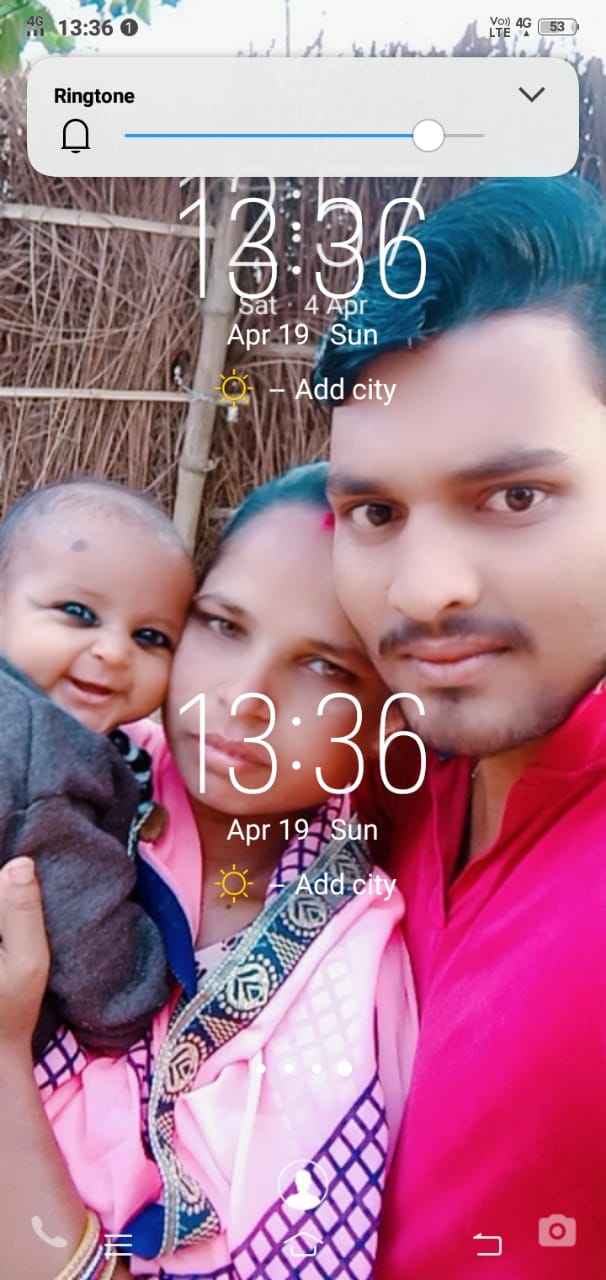 4G 13:36 1 Vo)) LTE 4G 53
Ringtone
13:36
Sat · 4 Apr
Apr 19 Sun
– Add city
13:36
Apr 19 Sun
– Add city